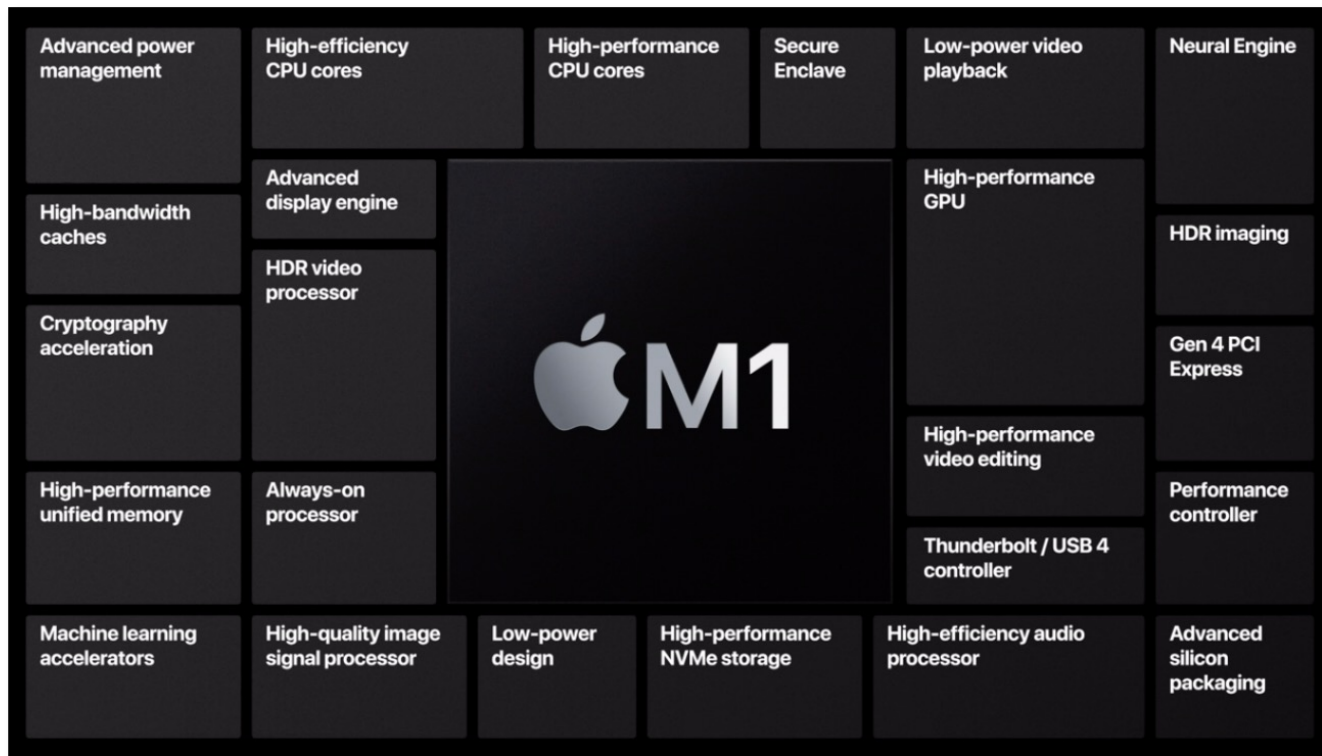 Advanced power
management
High-efficiency
CPU cores
High-performance
CPU cores
Secure
Enclave
Low-power video
playback
Neural Engine
High-bandwidth
caches
Advanced
display engine
High-performance
GPU
HDR imaging
Cryptography
acceleration
HDR video
processor
M1
Gen 4 PCI
Express
High-performance
unified memory
Always-on
processor
High-performance
video editing
Thunderbolt / USB 4
controller
Performance
controller
Machine learning
accelerators
High-quality image
signal processor
Low-power
design
High-performance
NVMe storage
High-efficiency audio
processor
Advanced
silicon
packaging